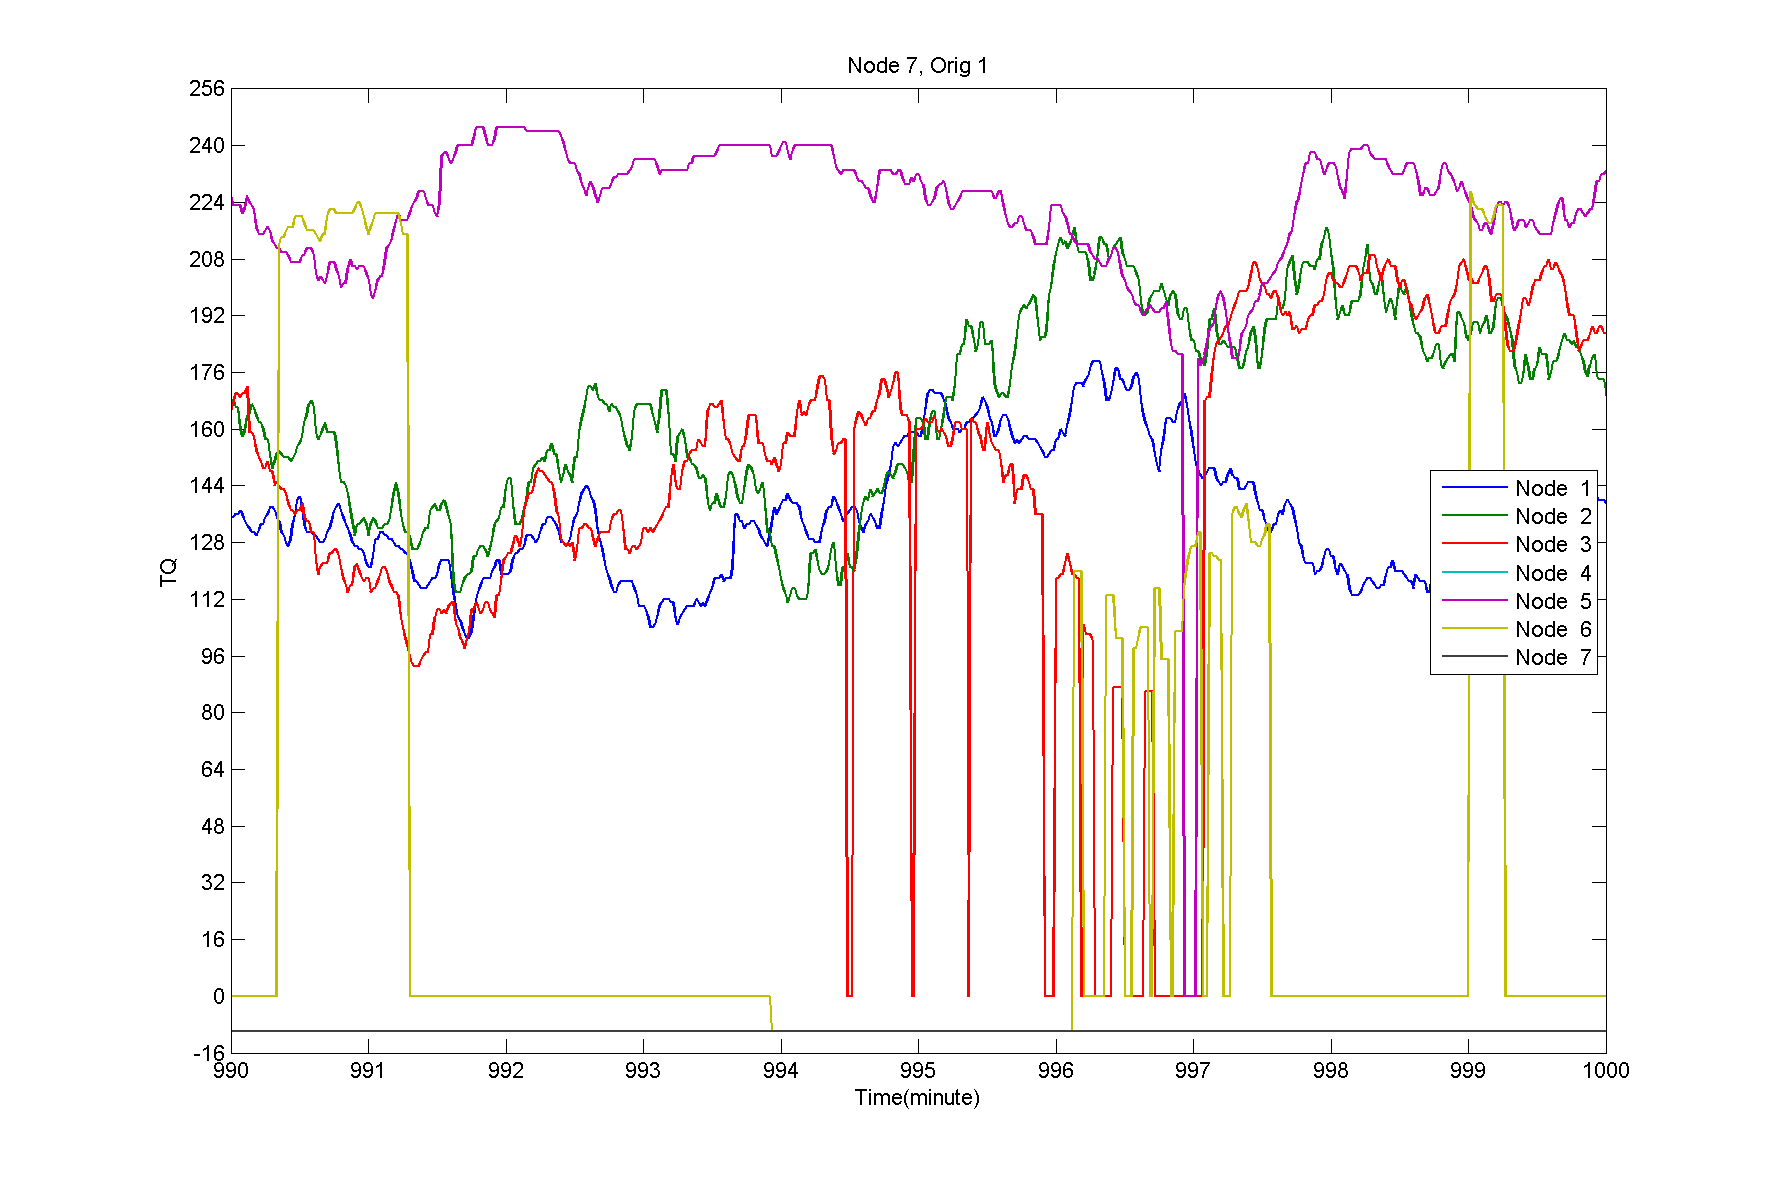 Node 7, Orig 1
256
240
224
208
192
176
160
144
128
112
96
80
64
48
32
16
0
-16
TQ
Node 1
Node 2
Node 3
Node 4
Node 5
Node 6
Node 7
990 991 992 993 994 995 996 997 998 999 1000
Time(minute)